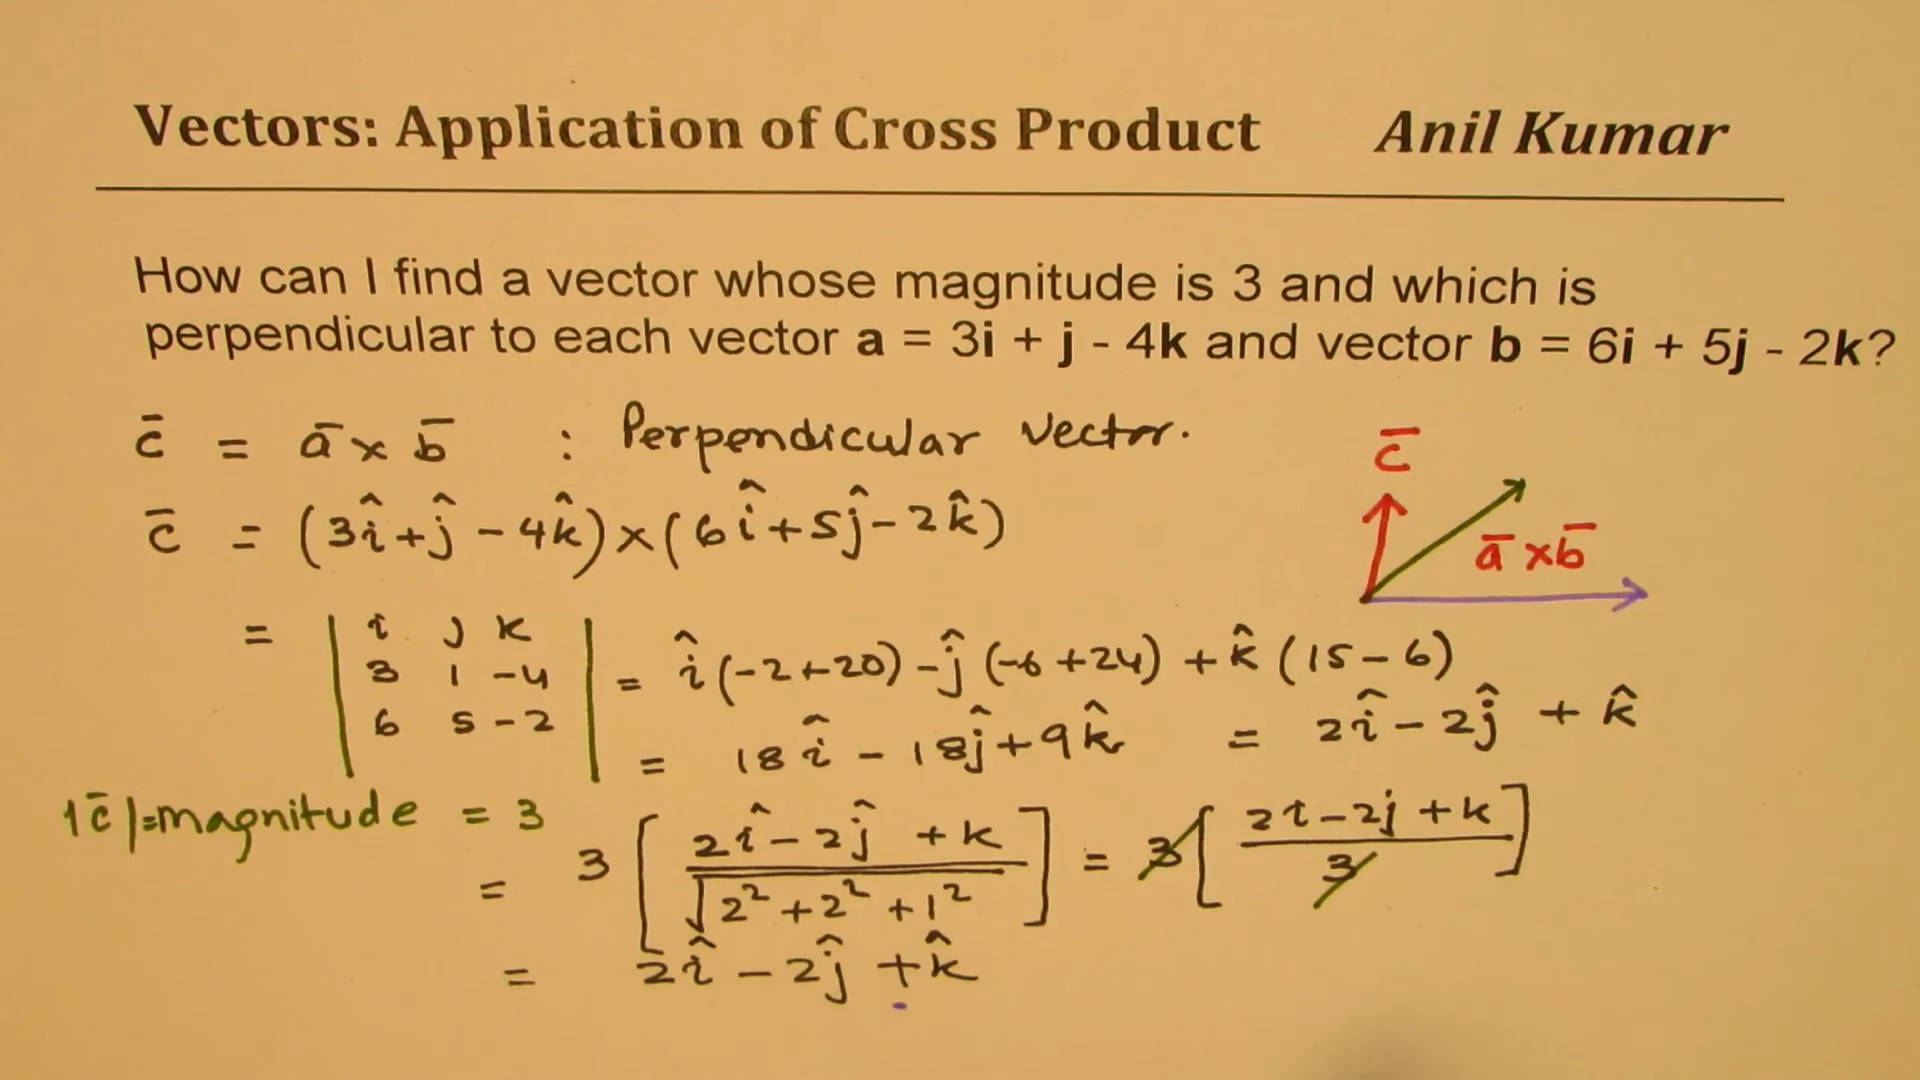 Vectors: Application of Cross Product Anil Kumar
How can I find a vector whose magnitude is 3 and which is
perpendicular to each vector a = 3i + j - 4k and vector b = 6i + 5j - 2k?
c̄ = ā × b̄ : Perpendicular vector.
c̄
c̄ = (3î + ĵ - 4k̂) × (6î + 5ĵ - 2k̂)
ā × b̄
= | i j k |
| 3 1 -4 | = î(-2+20) - ĵ(-6+24) + k̂(15-6)
| 6 5 -2 |
= 18î - 18ĵ + 9k̂ = 2î - 2ĵ + k̂
|c̄| = magnitude = 3
= 3 [ (2î - 2ĵ + k) / √(2² + 2² + 1²) ] = 3 [ (2i - 2j + k) / 3 ]
= 2î - 2ĵ + k̂